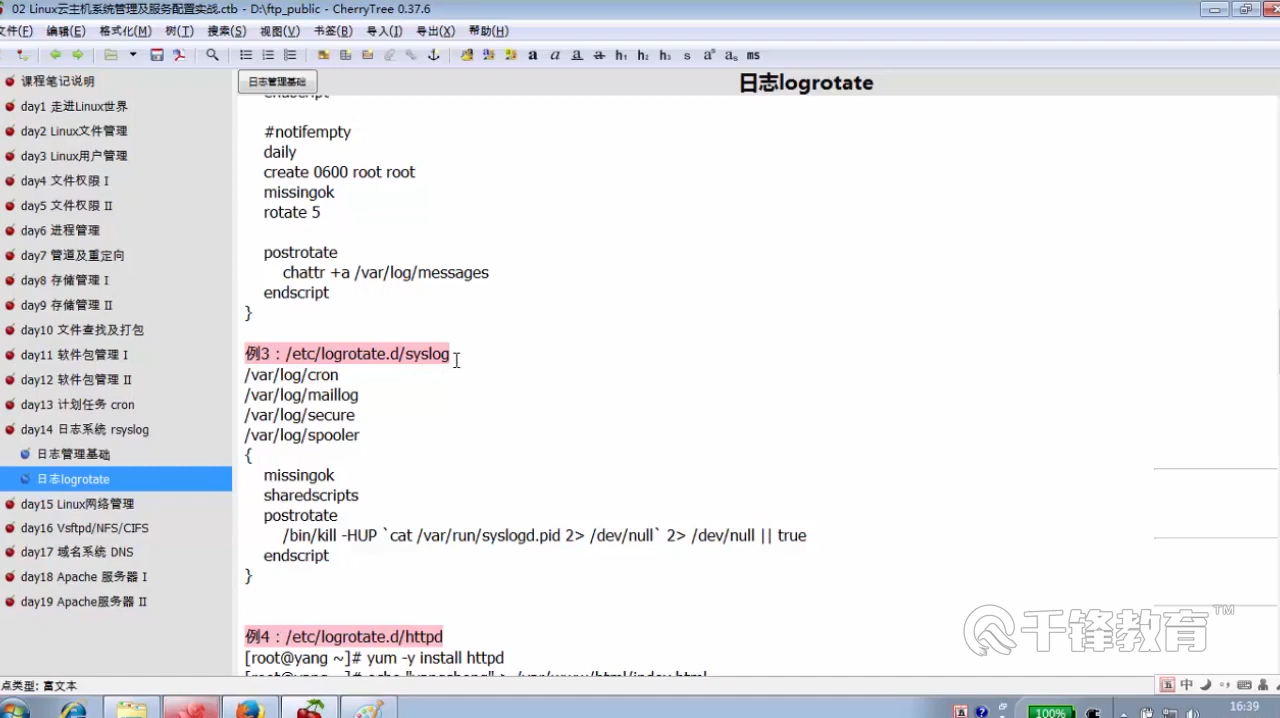 02 Linux云主机系统管理及服务配置实战.ctb - D:\ftp_public - CherryTree 0.37.6
文件(F) 编辑(E) 格式化(M) 树(T) 搜索(S) 视图(V) 书签(B) 导入(I) 导出(X) 帮助(H)
a a a a h₁ h₂ h₃ s aˢ aₛ ms
课程笔记说明
day1 走进Linux世界
day2 Linux文件管理
day3 Linux用户管理
day4 文件权限 I
day5 文件权限 II
day6 进程管理
day7 管道及重定向
day8 存储管理 I
day9 存储管理 II
day10 文件查找及打包
day11 软件包管理 I
day12 软件包管理 II
day13 计划任务 cron
day14 日志系统 rsyslog
日志管理基础
日志logrotate
day15 Linux网络管理
day16 Vsftpd/NFS/CIFS
day17 域名系统 DNS
day18 Apache 服务器 I
day19 Apache服务器 II
日志管理基础
日志logrotate
endscript
#notifempty
daily
create 0600 root root
missingok
rotate 5
postrotate
chattr +a /var/log/messages
endscript
}
例3：/etc/logrotate.d/syslog
/var/log/cron
/var/log/maillog
/var/log/secure
/var/log/spooler
{
missingok
sharedscripts
postrotate
/bin/kill -HUP `cat /var/run/syslogd.pid 2> /dev/null` 2> /dev/null || true
endscript
}
例4：/etc/logrotate.d/httpd
[root@yang ~]# yum -y install httpd
千锋教育™
点类型: 富文本
五 中
100%
16:39